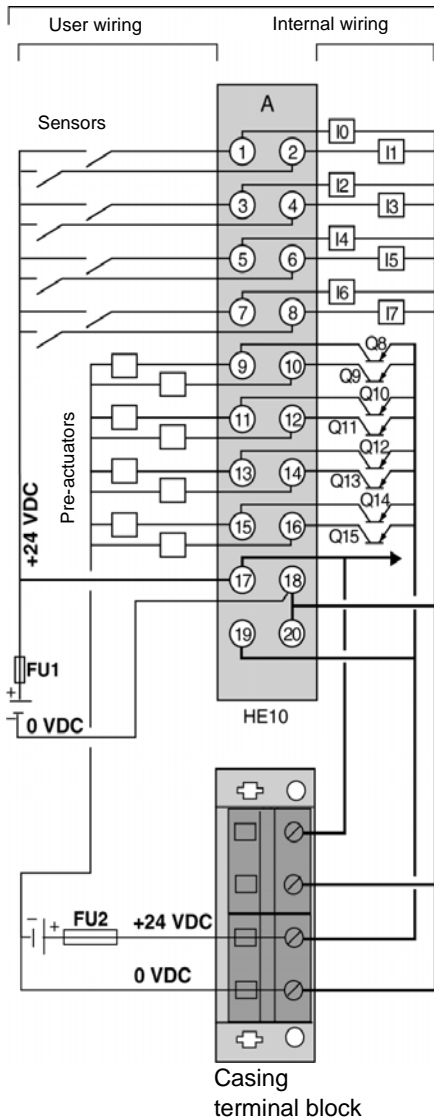 User wiring Internal wiring
A
Sensors
1 2 I0
I1
3 4 I2
I3
5 6 I4
I5
7 8 I6
I7
9 10 Q8
Q9
11 12 Q10
Q11
13 14 Q12
Q13
15 16 Q14
Q15
Pre-actuators
+24 VDC
17 18
19 20
+ FU1
− 0 VDC
HE10
− + FU2 +24 VDC
0 VDC
Casing
terminal block